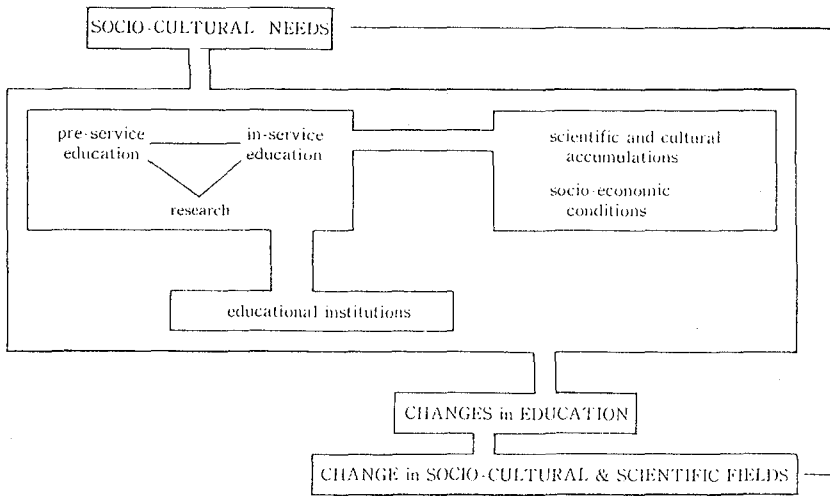 SOCIO-CULTURAL NEEDS
pre-service
education
in-service
education
research
scientific and cultural
accumulations
socio-economic
conditions
educational institutions
CHANGES in EDUCATION
CHANGE in SOCIO-CULTURAL & SCIENTIFIC FIELDS